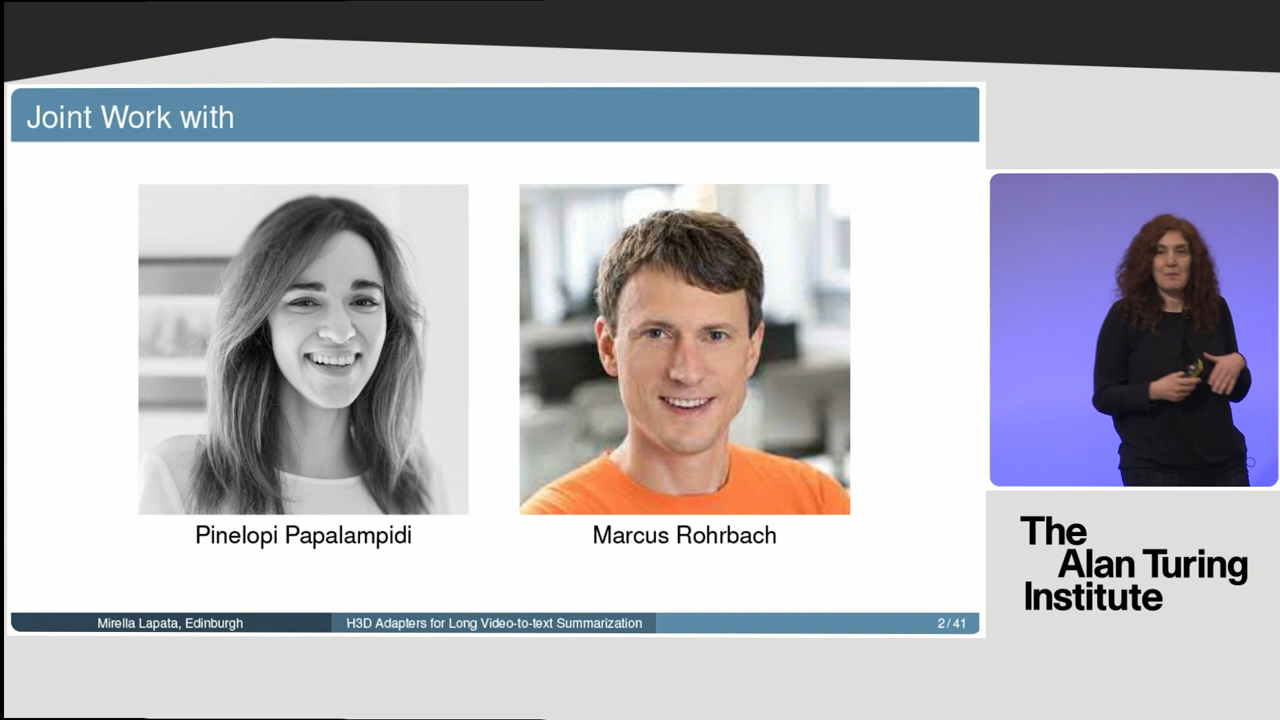 Joint Work with
Pinelopi Papalampidi
Marcus Rohrbach
Mirella Lapata, Edinburgh
H3D Adapters for Long Video-to-text Summarization
2 / 41
The
Alan Turing
Institute